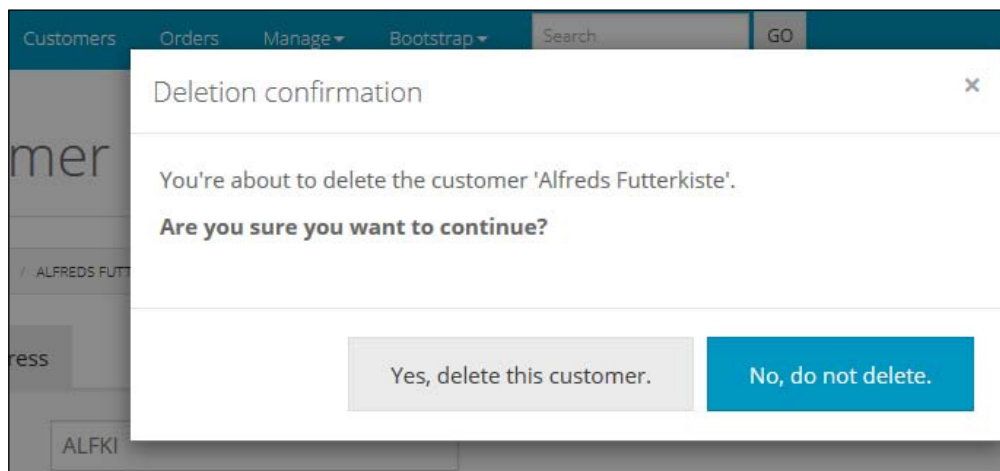 Customers Orders Manage Bootstrap Search GO
Deletion confirmation ×
mer
You're about to delete the customer 'Alfreds Futterkiste'.
Are you sure you want to continue?
/ ALFREDS FUTT
ress
Yes, delete this customer. No, do not delete.
ALFKI